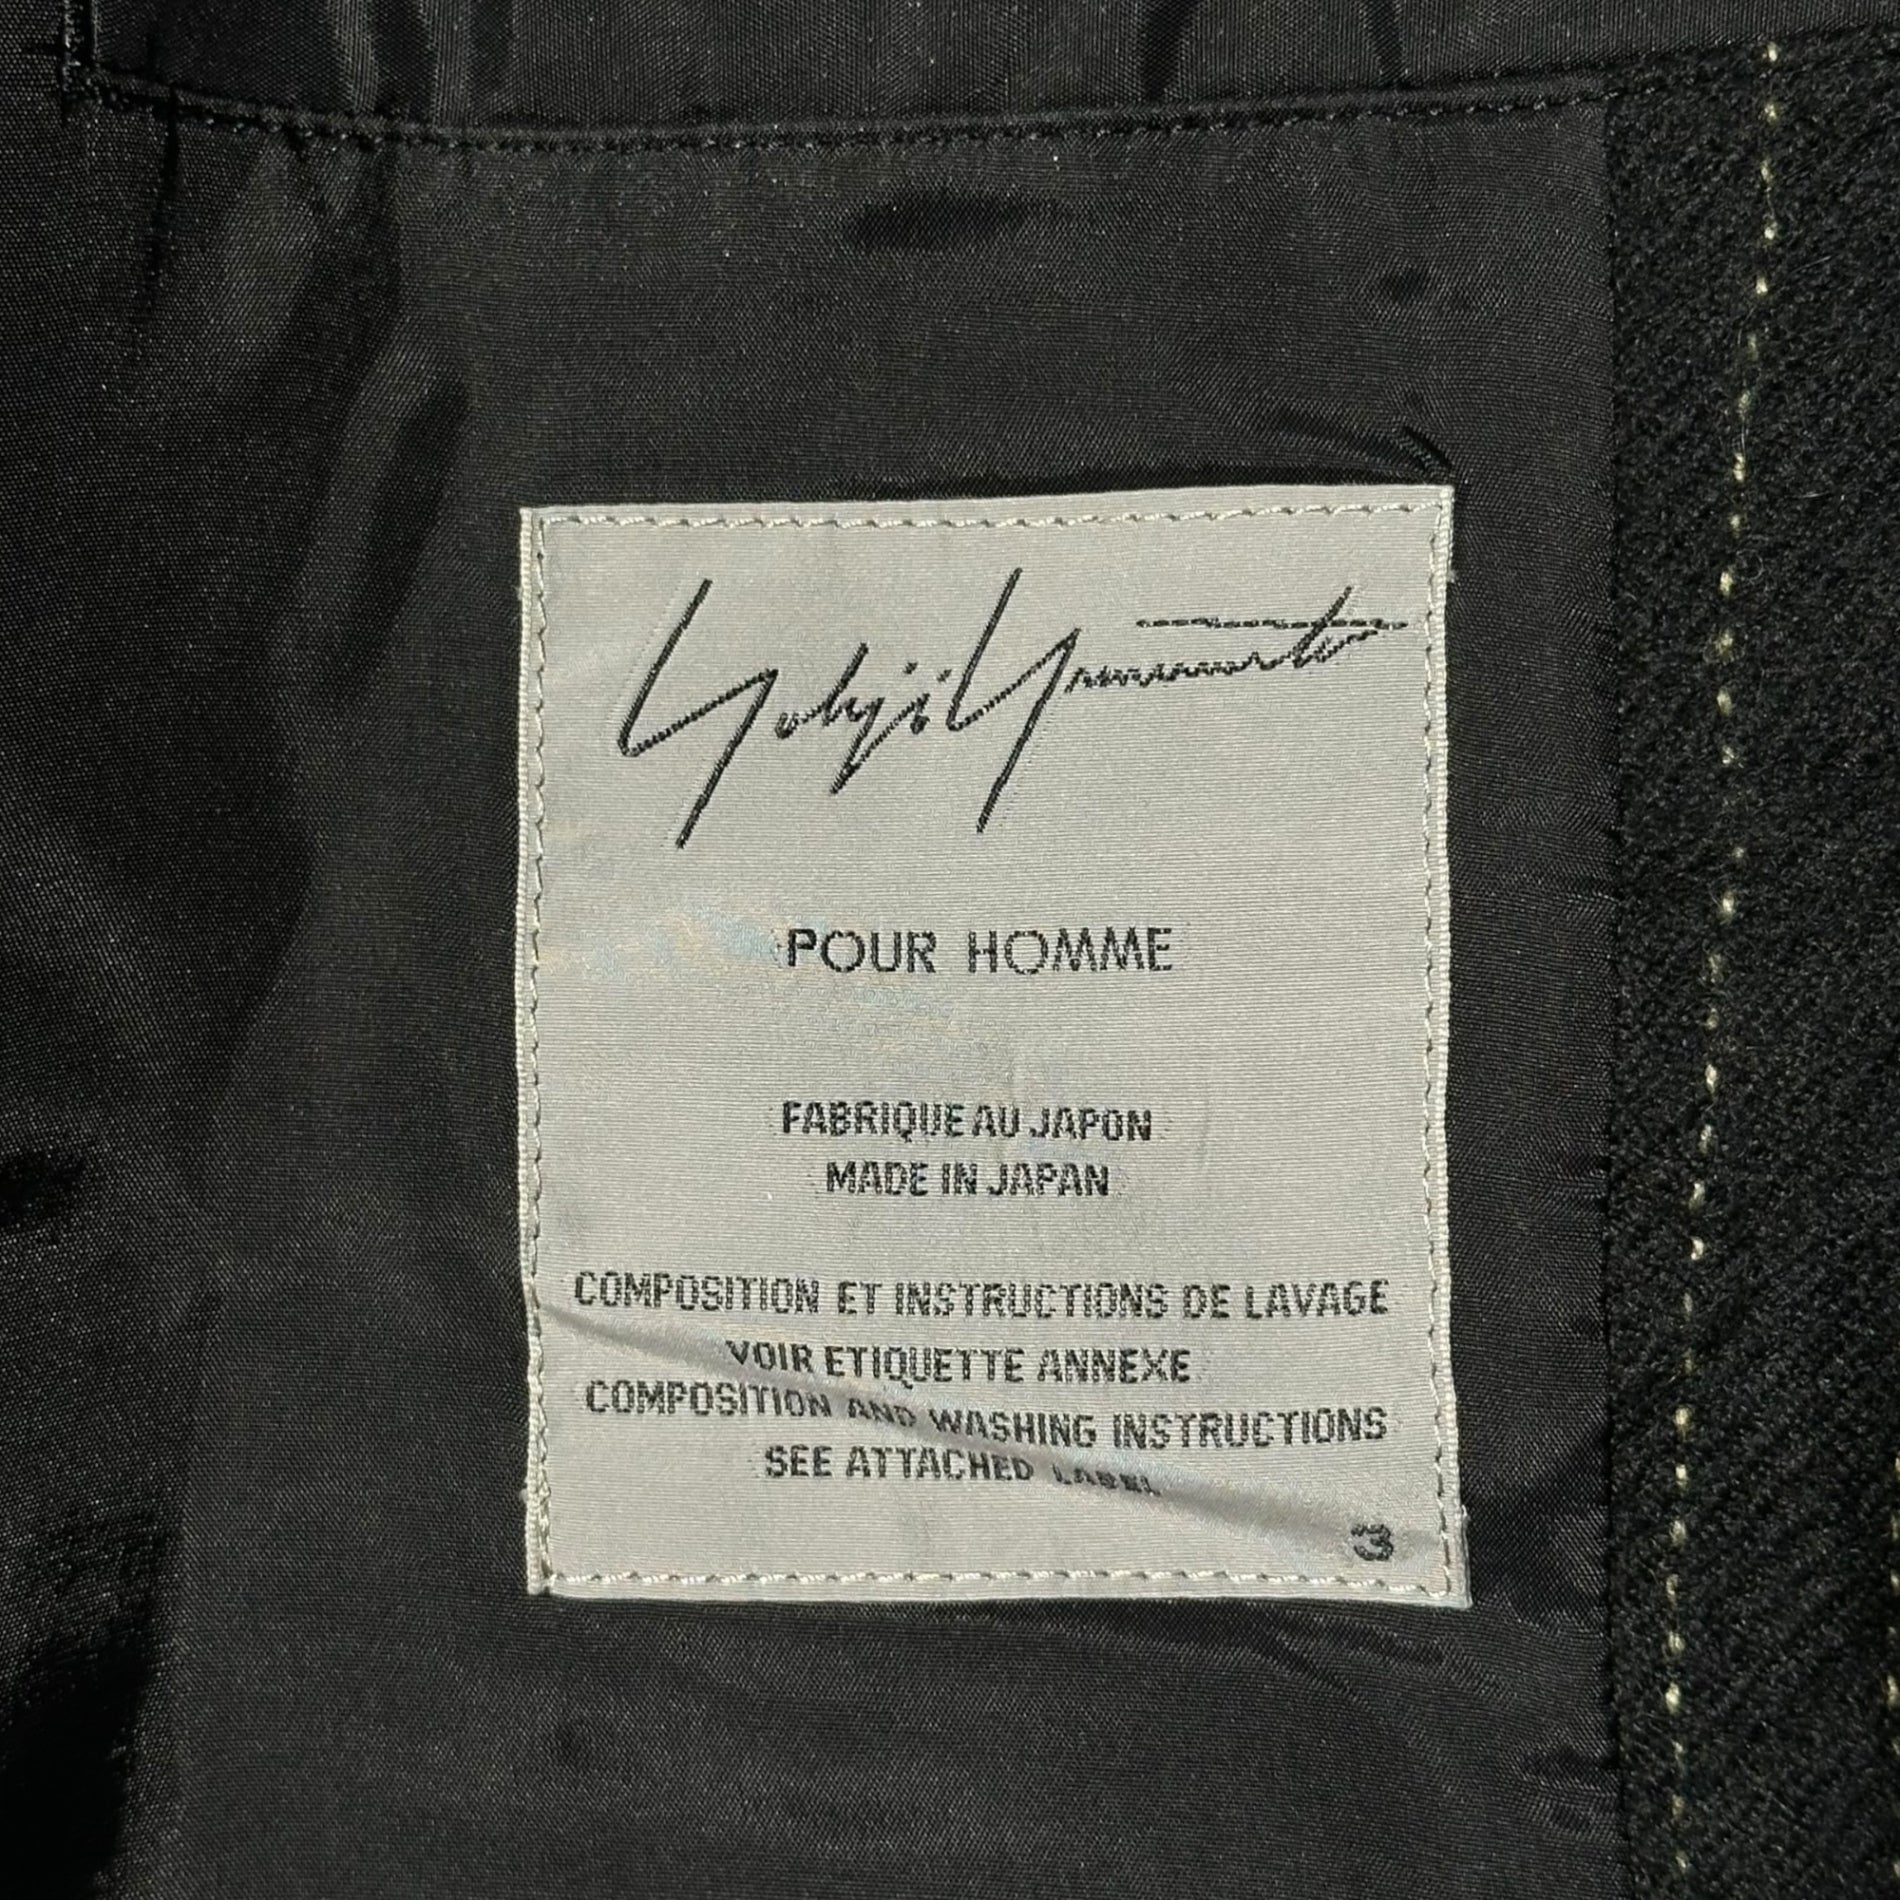 Yohji Yamamoto
POUR HOMME
FABRIQUE AU JAPON
MADE IN JAPAN
COMPOSITION ET INSTRUCTIONS DE LAVAGE
VOIR ETIQUETTE ANNEXE
COMPOSITION AND WASHING INSTRUCTIONS
SEE ATTACHED LABEL
3